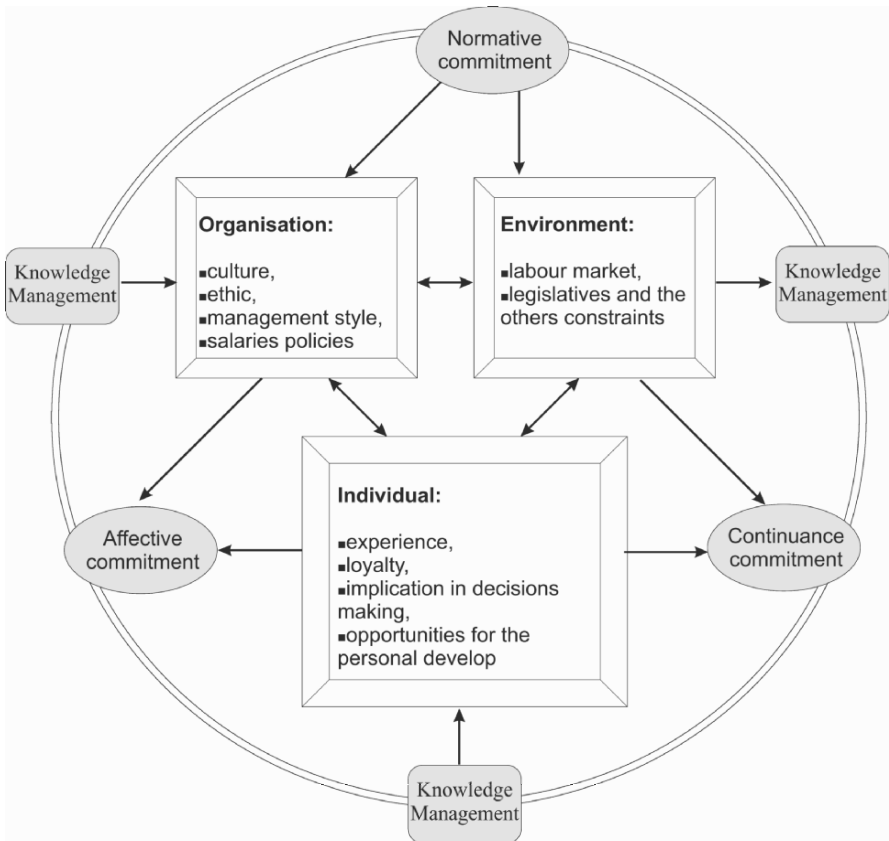 Normative
commitment
Organisation:
▪culture,
▪ethic,
▪management style,
▪salaries policies
Environment:
▪labour market,
▪legislatives and the
others constraints
Knowledge
Management
Knowledge
Management
Individual:
▪experience,
▪loyalty,
▪implication in decisions
making,
▪opportunities for the
personal develop
Affective
commitment
Continuance
commitment
Knowledge
Management